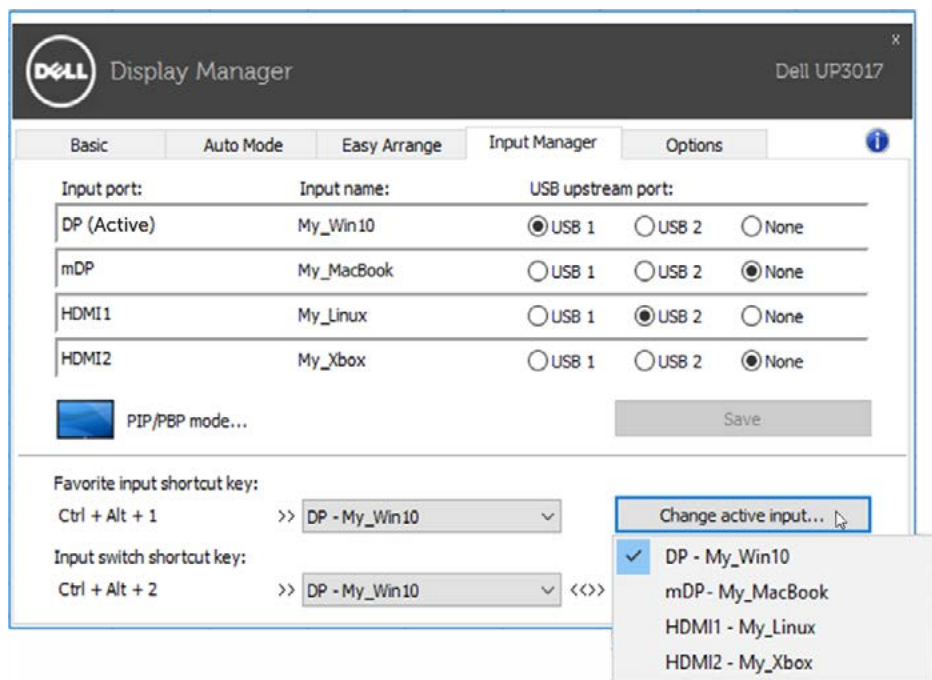 DELL Display Manager
x
Dell UP3017
Basic Auto Mode Easy Arrange Input Manager Options
Input port: Input name: USB upstream port:
DP (Active) My_Win10 USB 1 USB 2 None
mDP My_MacBook USB 1 USB 2 None
HDMI1 My_Linux USB 1 USB 2 None
HDMI2 My_Xbox USB 1 USB 2 None
PIP/PBP mode... Save
Favorite input shortcut key:
Ctrl + Alt + 1 >> DP - My_Win10 Change active input...
Input switch shortcut key:
Ctrl + Alt + 2 >> DP - My_Win10 <<>>
DP - My_Win10
mDP- My_MacBook
HDMI1 - My_Linux
HDMI2 - My_Xbox